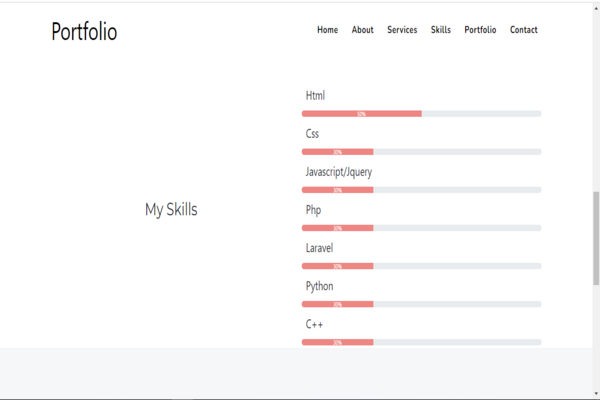 Portfolio
Home About Services Skills Portfolio Contact
My Skills
Html
50%
Css
30%
Javascript/Jquery
30%
Php
30%
Laravel
30%
Python
30%
C++
30%